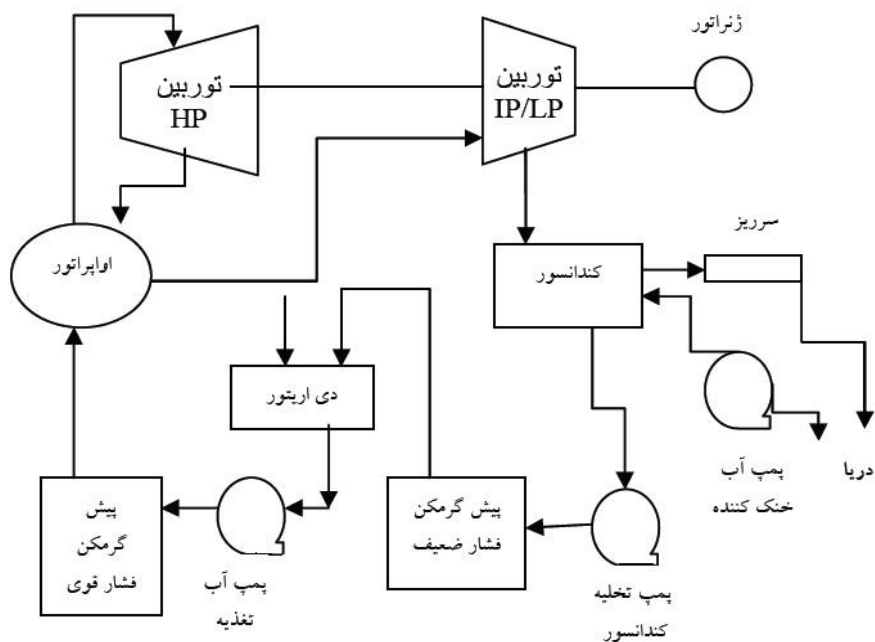 ژنراتور
توربین
HP
توربین
IP/LP
سرریز
کندانسور
اواپراتور
دی اریتور
دریا
پمپ آب
خنک کننده
پیش گرمکن
فشار ضعیف
پیش
گرمکن
فشار قوی
پمپ آب
تغذیه
پمپ تخلیه
کندانسور